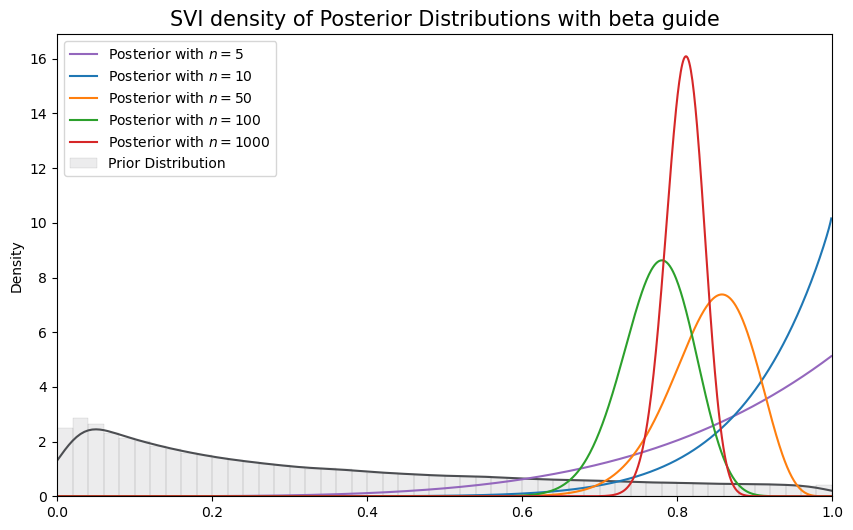 SVI density of Posterior Distributions with beta guide
Posterior with n = 5
Posterior with n = 10
Posterior with n = 50
Posterior with n = 100
Posterior with n = 1000
Prior Distribution
Density
16
14
12
10
8
6
4
2
0
0.0 0.2 0.4 0.6 0.8 1.0